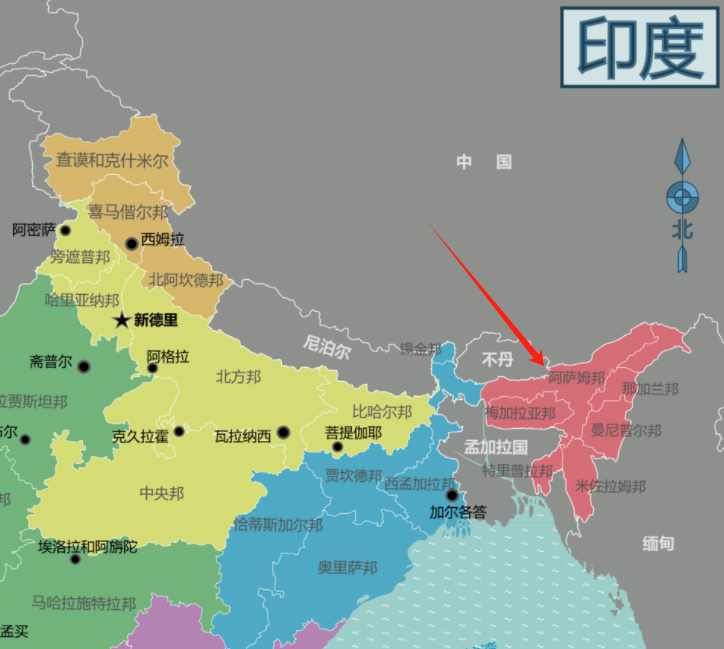 印度
中 国
查谟和克什米尔
喜马偕尔邦
阿密萨
西姆拉
北
旁遮普邦
北阿坎德邦
哈里亚纳邦
新德里
尼泊尔
锡金邦
不丹
斋普尔
阿格拉
北方邦
阿萨姆邦
那加兰邦
拉贾斯坦邦
比哈尔邦
梅加拉亚邦
布尔
克久拉霍
瓦拉纳西
菩提伽耶
曼尼普尔邦
孟加拉国
特里普拉邦
贾坎德邦
西孟加拉邦
米佐拉姆邦
中央邦
邦
加尔各答
恰蒂斯加尔邦
埃洛拉和阿旃陀
缅甸
奥里萨邦
马哈拉施特拉邦
孟买